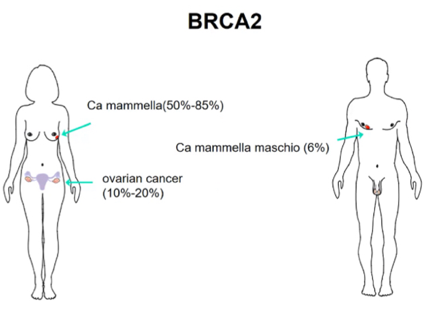 BRCA2
Ca mammella(50%-85%)
Ca mammella maschio (6%)
ovarian cancer
(10%-20%)